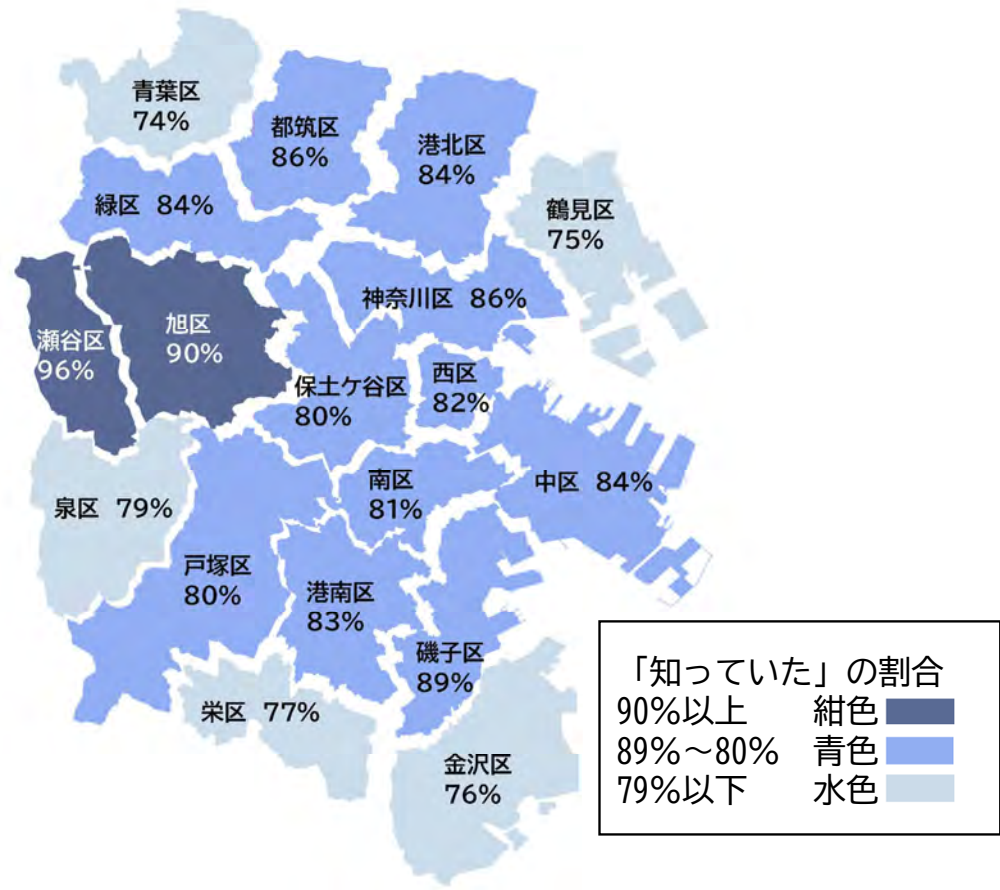 青葉区
74%
都筑区
86%
港北区
84%
緑区 84%
鶴見区
75%
神奈川区 86%
瀬谷区
96%
旭区
90%
保土ケ谷区
80%
西区
82%
泉区 79%
南区
81%
中区 84%
戸塚区
80%
港南区
83%
磯子区
89%
栄区 77%
金沢区
76%
「知っていた」の割合
90%以上 紺色
89%～80% 青色
79%以下 水色